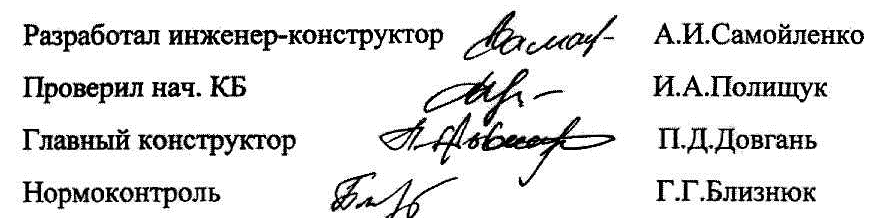 Разработал инженер-конструктор А.И.Самойленко
Проверил нач. КБ И.А.Полищук
Главный конструктор П.Д.Довгань
Нормоконтроль Г.Г.Близнюк